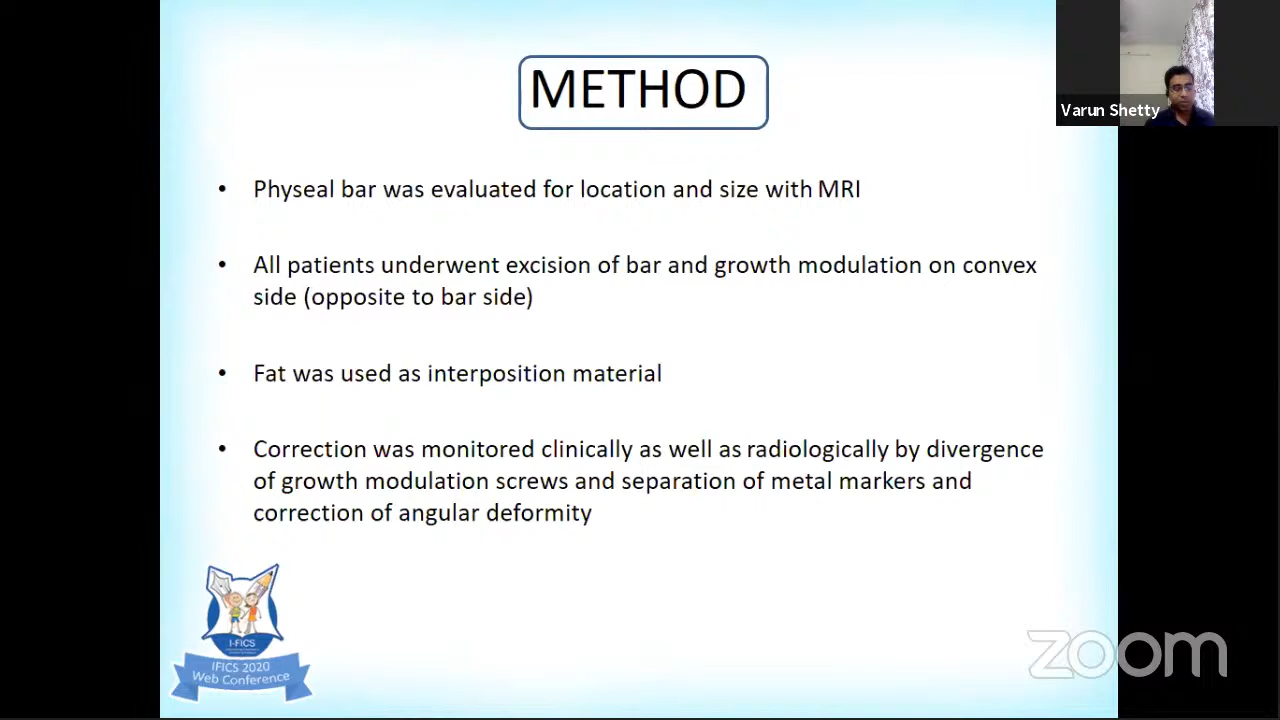 METHOD
Varun Shetty
• Physeal bar was evaluated for location and size with MRI
• All patients underwent excision of bar and growth modulation on convex
side (opposite to bar side)
• Fat was used as interposition material
• Correction was monitored clinically as well as radiologically by divergence
of growth modulation screws and separation of metal markers and
correction of angular deformity
I-FICS
IFICS 2020
Web Conference
zoom